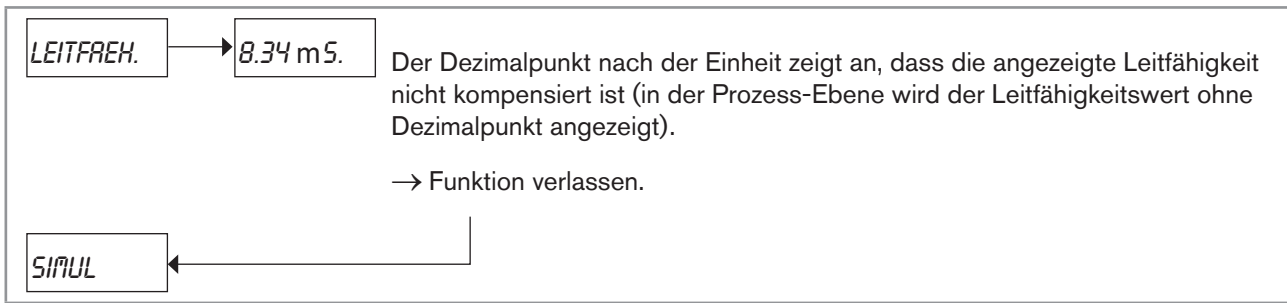 LEITFAEH.
8.34 mS.
Der Dezimalpunkt nach der Einheit zeigt an, dass die angezeigte Leitfähigkeit
nicht kompensiert ist (in der Prozess-Ebene wird der Leitfähigkeitswert ohne
Dezimalpunkt angezeigt).
→ Funktion verlassen.
SIMUL